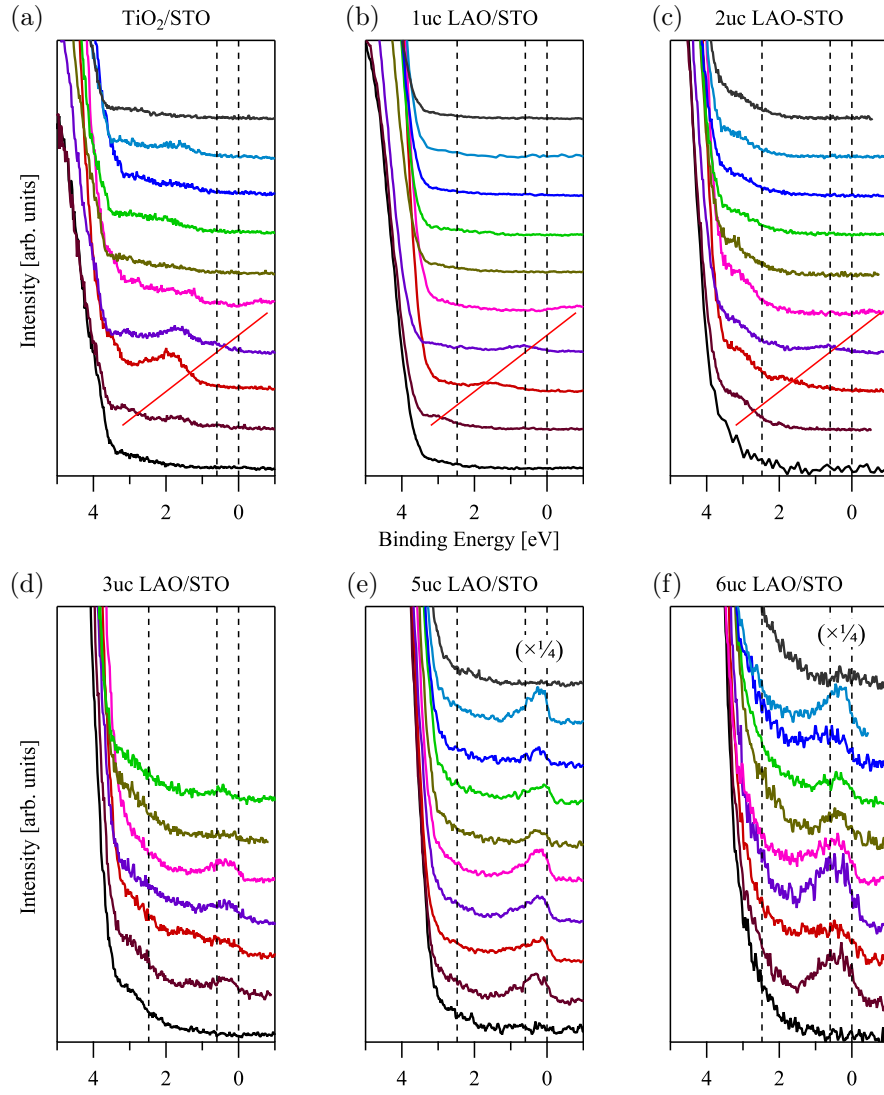 (a) TiO₂/STO
(b) 1uc LAO/STO
(c) 2uc LAO-STO
Intensity [arb. units]
4 2 0
4 2 0
4 2 0
Binding Energy [eV]
(d) 3uc LAO/STO
(e) 5uc LAO/STO
(f) 6uc LAO/STO
(×¼)
(×¼)
Intensity [arb. units]
4 2 0
4 2 0
4 2 0